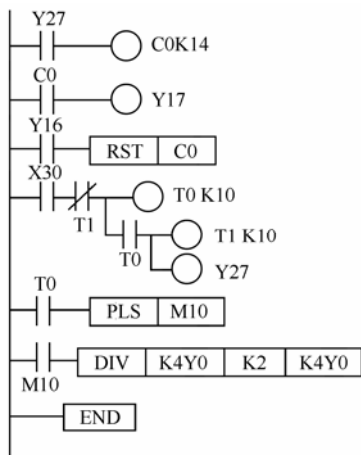 Y27
C0K14
C0
Y17
Y16
RST C0
X30
T0 K10
T1
T1 K10
T0
Y27
T0
PLS M10
DIV K4Y0 K2 K4Y0
M10
END